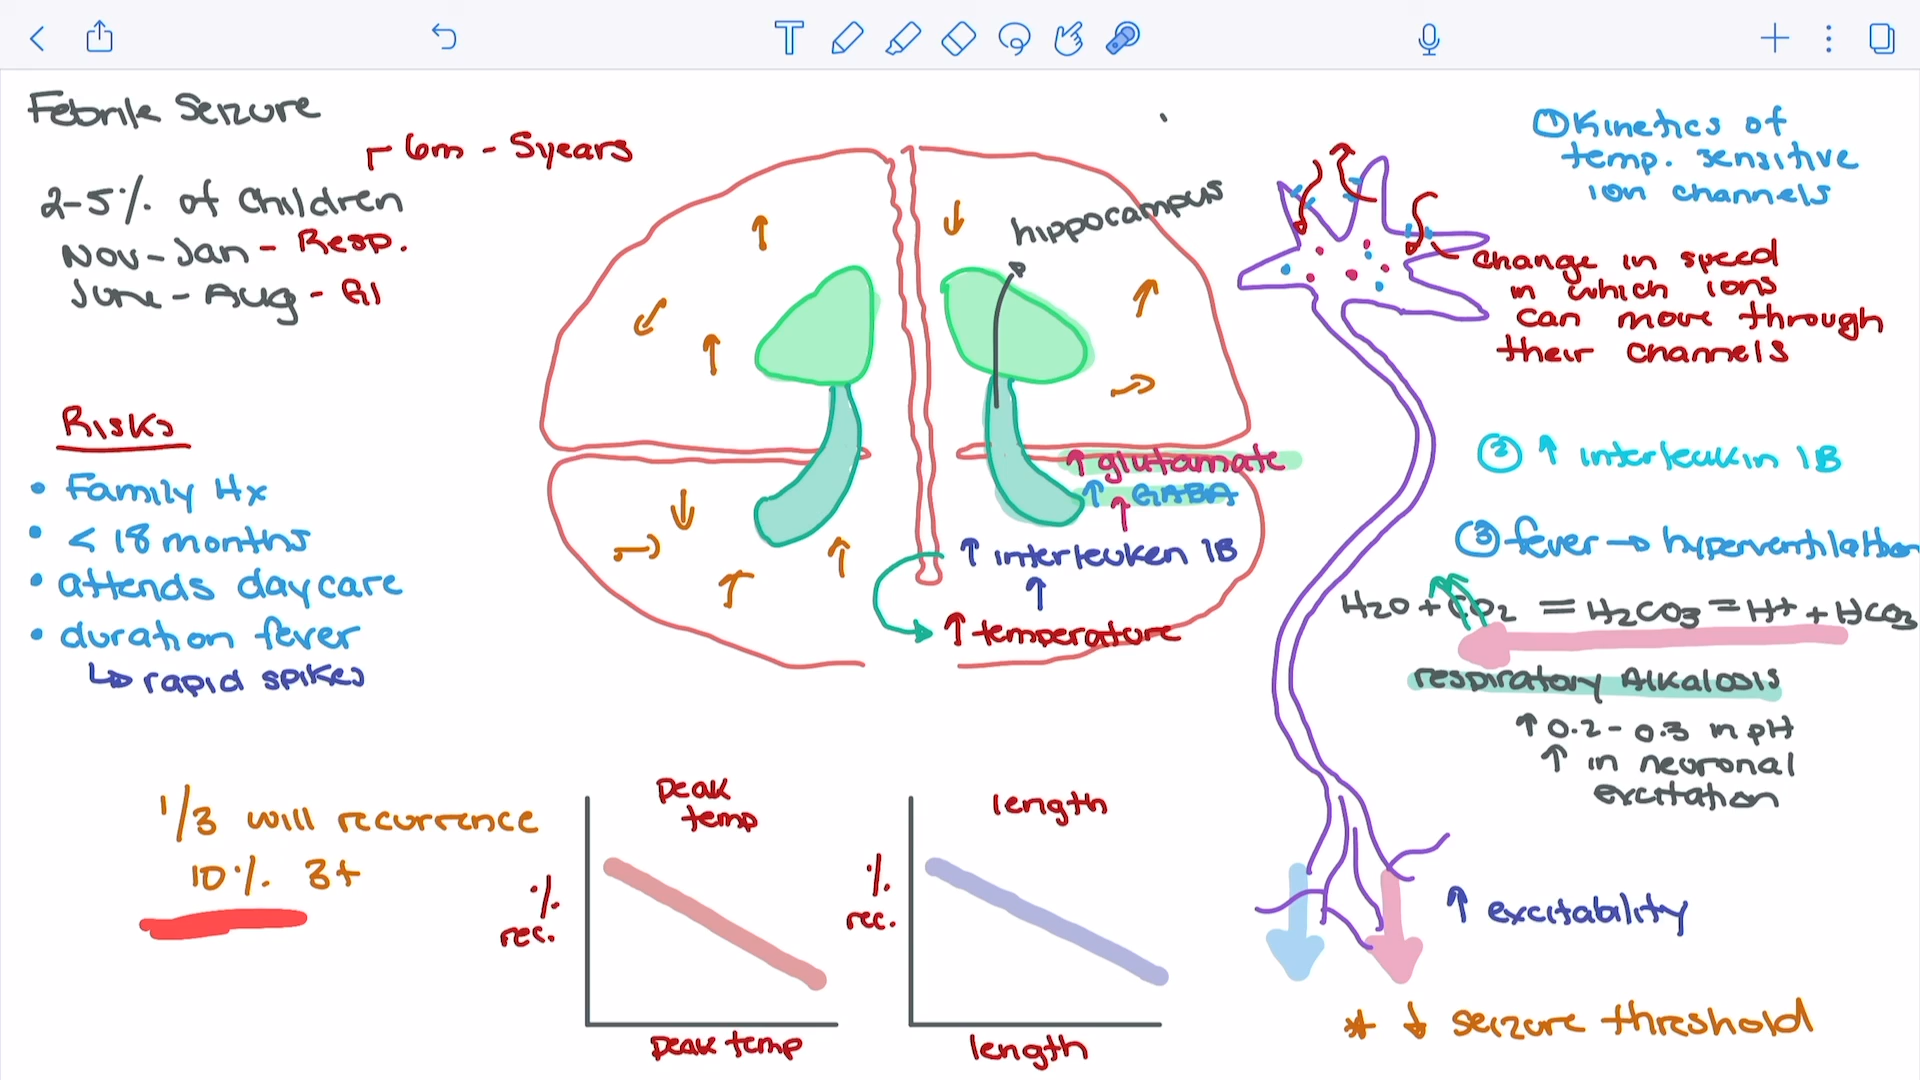 Febrile Seizure
6m - 5years
2-5% of children
Nov-Jan - Resp.
June - Aug - GI
Risks
• Family Hx
• < 18 months
• attends daycare
• duration fever
↳ rapid spikes
1/3 will recurrence
10% 3+
hippocampus
↑ glutamate
↑ GABA
↑
↑ interleuken 1B
↑
↑ temperature
peak
temp
%
rec.
peak temp
length
%
rec.
length
① Kinetics of
temp. sensitive
ion channels
change in speed
in which ions
can move through
their channels
② ↑ interleukin 1B
③ fever → hyperventilation
H2O + CO2 = H2CO3 = H+ + HCO3
respiratory Alkalosis
↑ 0.2 - 0.3 in pH
↑ in neuronal
excitation
↑ excitability
* ↓ seizure threshold